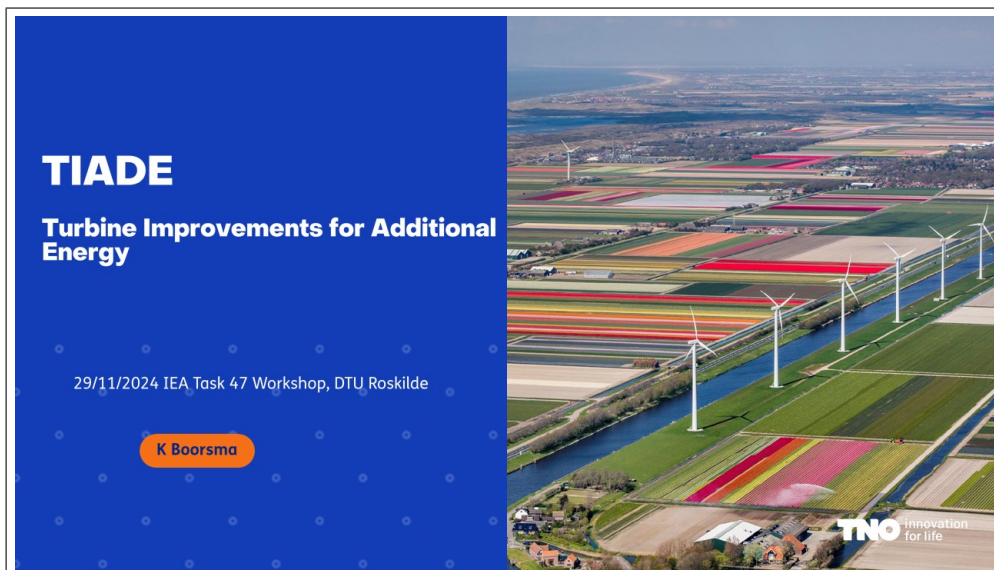 TIADE
Turbine Improvements for Additional
Energy
29/11/2024 IEA Task 47 Workshop, DTU Roskilde
K Boorsma
TNO innovation
for life